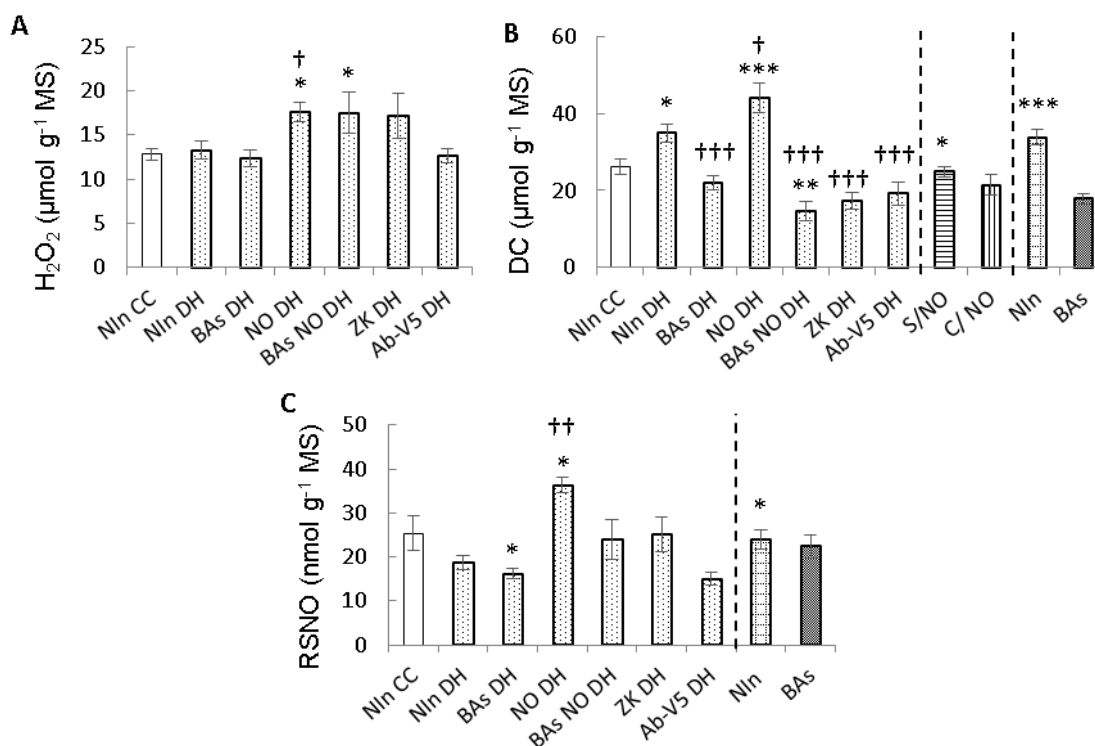 A
H₂O₂ (µmol g⁻¹ MS)
25
20
15
10
5
0
†
*
*
NIn CC
NIn DH
BAs DH
NO DH
BAs NO DH
ZK DH
Ab-V5 DH
B
DC (µmol g⁻¹ MS)
60
40
20
0
*
†††
†
***
†††
**
†††
†††
*
***
NIn CC
NIn DH
BAs DH
NO DH
BAs NO DH
ZK DH
Ab-V5 DH
S/NO
C/ NO
NIn
BAs
C
RSNO (nmol g⁻¹ MS)
50
40
30
20
10
0
*
††
*
*
NIn CC
NIn DH
BAs DH
NO DH
BAs NO DH
ZK DH
Ab-V5 DH
NIn
BAs